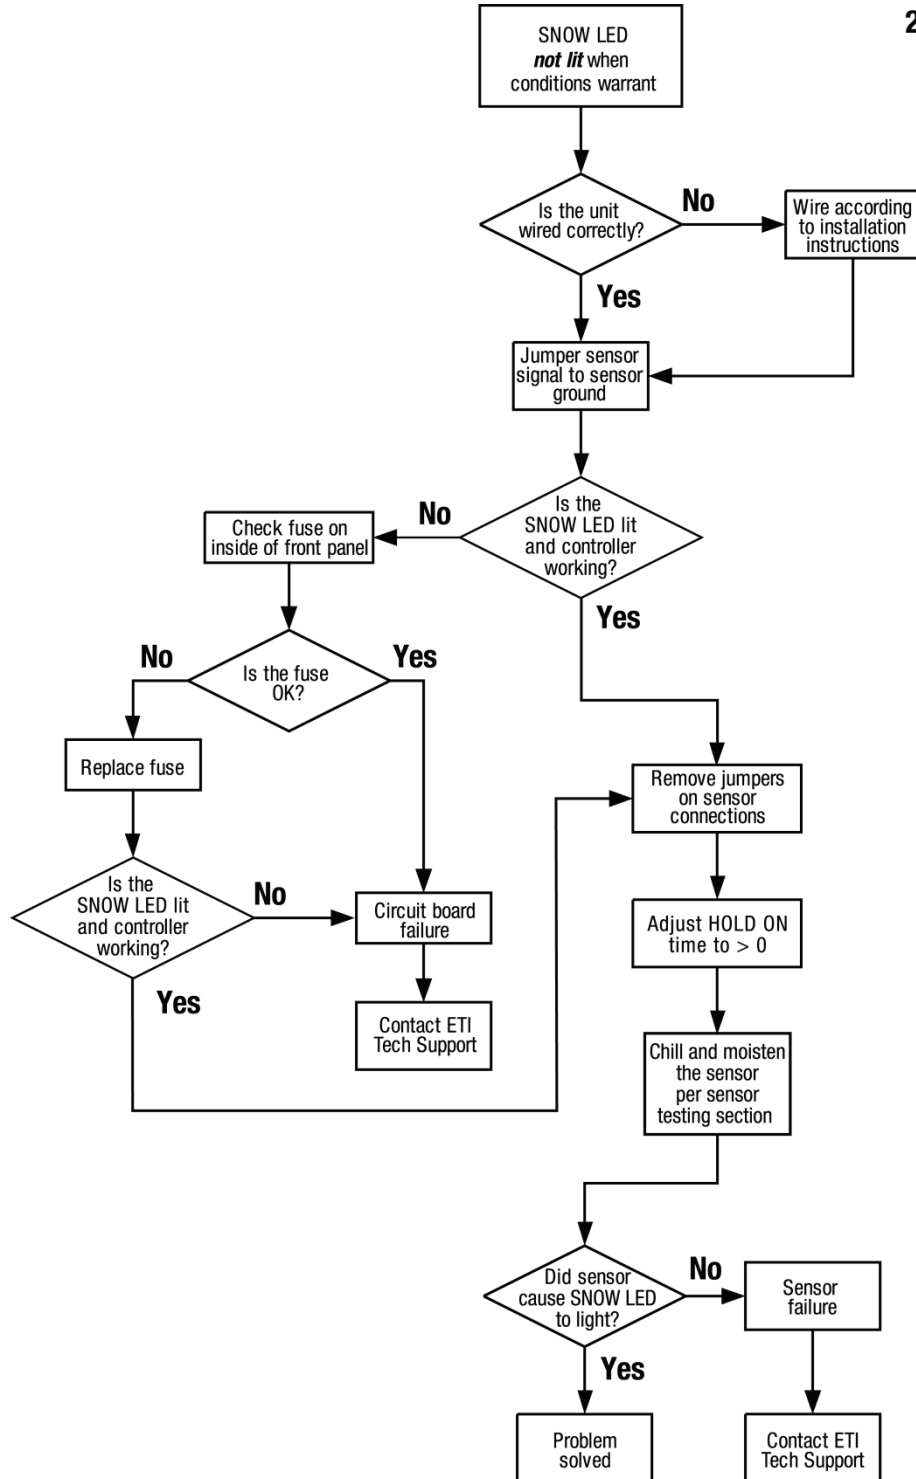 2
SNOW LED
not lit when
conditions warrant
Is the unit
wired correctly?
No
Wire according
to installation
instructions
Yes
Jumper sensor
signal to sensor
ground
Is the
SNOW LED lit
and controller
working?
No
Check fuse on
inside of front panel
Yes
Is the fuse
OK?
No
Yes
Replace fuse
Remove jumpers
on sensor
connections
Is the
SNOW LED lit
and controller
working?
No
Circuit board
failure
Adjust HOLD ON
time to > 0
Yes
Contact ETI
Tech Support
Chill and moisten
the sensor
per sensor
testing section
Did sensor
cause SNOW LED
to light?
No
Sensor
failure
Yes
Problem
solved
Contact ETI
Tech Support